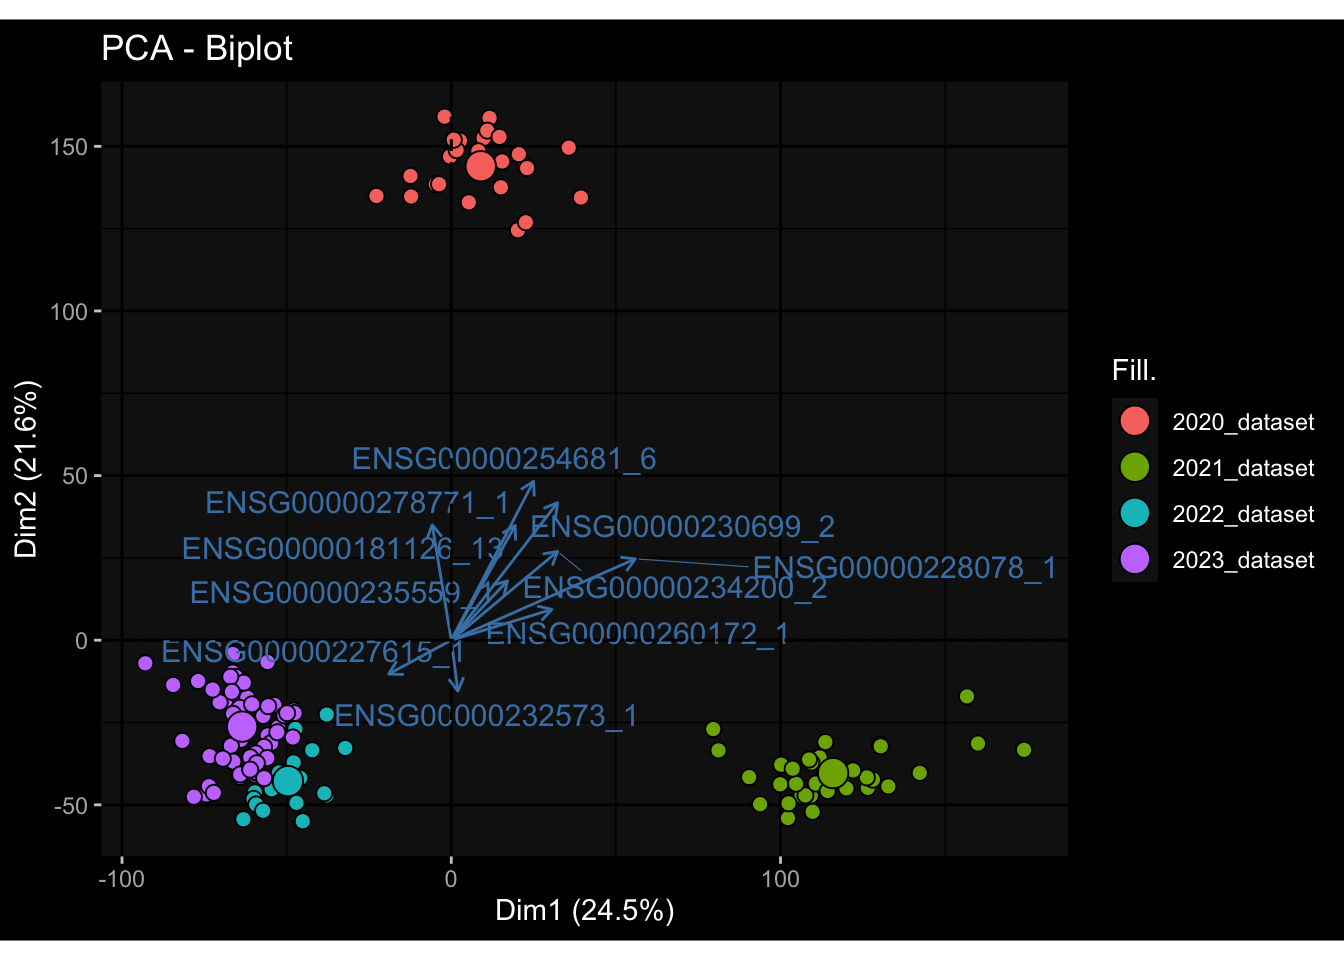 PCA - Biplot
Dim2 (21.6%)
150
100
50
0
-50
ENSG00000254681_6
ENSG00000278771_1
ENSG00000230699_2
ENSG00000181126_13
ENSG00000228078_1
ENSG00000235559_1
ENSG00000234200_2
ENSG00000260172_1
ENSG00000227615_1
ENSG00000232573_1
-100
0
100
Dim1 (24.5%)
Fill.
2020_dataset
2021_dataset
2022_dataset
2023_dataset